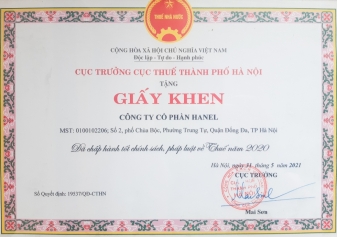 THUẾ NHÀ NƯỚC
CỘNG HÒA XÃ HỘI CHỦ NGHĨA VIỆT NAM
Độc lập - Tự do - Hạnh phúc
CỤC TRƯỞNG CỤC THUẾ THÀNH PHỐ HÀ NỘI
TẶNG
GIẤY KHEN
CÔNG TY CỔ PHẦN HANEL
MST: 0100102206; Số 2, phố Chùa Bộc, Phường Trung Tự, Quận Đống Đa, TP Hà Nội
Đã chấp hành tốt chính sách, pháp luật về Thuế năm 2020
Hà Nội, ngày 31 tháng 5 năm 2021
CỤC TRƯỞNG
Số Quyết định: 19537/QĐ-CTHN
Mai Sơn